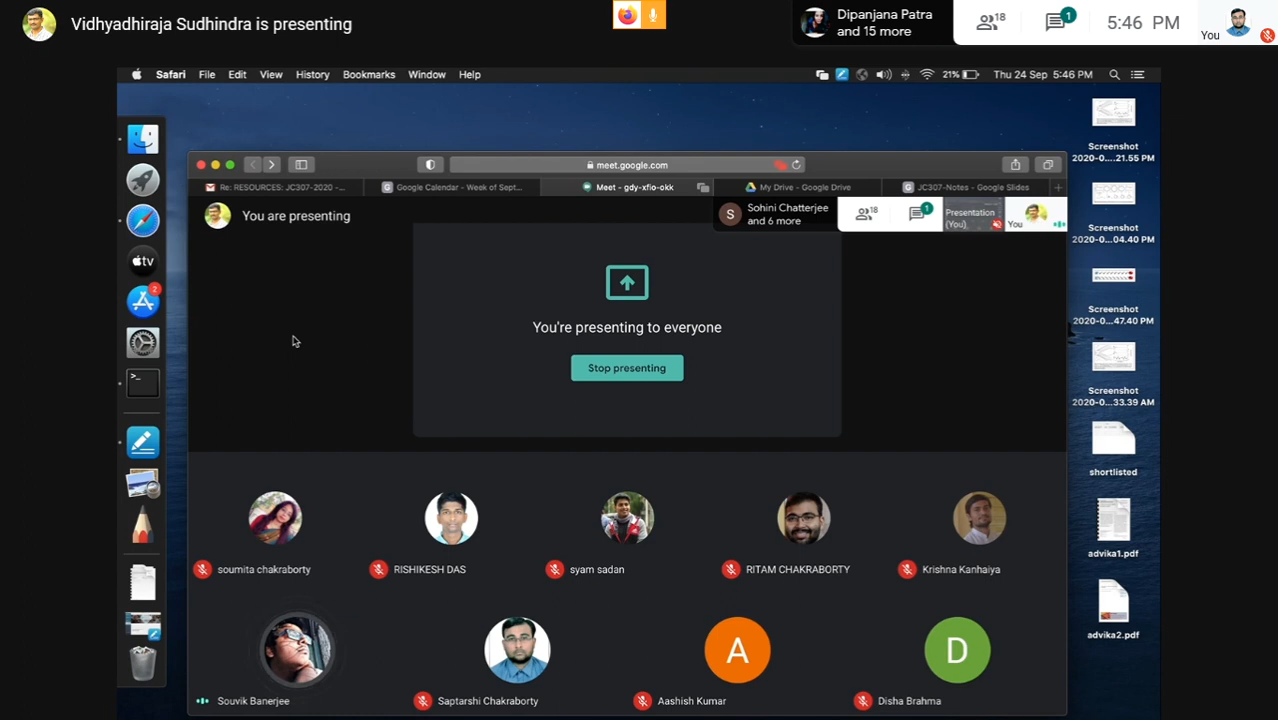 Vidhyadhiraja Sudhindra is presenting
Dipanjana Patra
and 15 more
18
1
5:46 PM
You
Safari File Edit View History Bookmarks Window Help
21%
Thu 24 Sep 5:46 PM
meet.google.com
Re: RESOURCES: JC307-2020 -...
Google Calendar - Week of Sept...
Meet - gdy-xfio-okk
My Drive - Google Drive
JC307-Notes - Google Slides
You are presenting
Sohini Chatterjee
and 6 more
18
1
Presentation
(You)
You
You're presenting to everyone
Stop presenting
tv
2
soumita chakraborty
RISHIKESH DAS
syam sadan
RITAM CHAKRABORTY
Krishna Kanhaiya
A
D
Souvik Banerjee
Saptarshi Chakraborty
Aashish Kumar
Disha Brahma
Screenshot
2020-0....21.55 PM
Screenshot
2020-0...04.40 PM
Screenshot
2020-0....47.40 PM
Screenshot
2020-0...33.39 AM
shortlisted
advika1.pdf
advika2.pdf